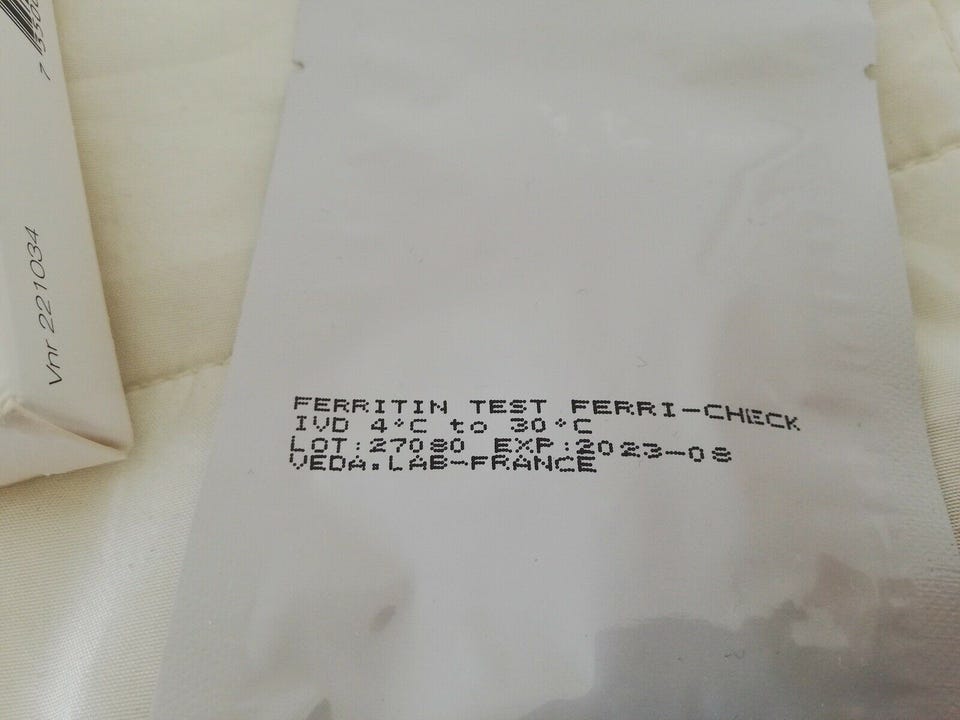 FERRITIN TEST FERRI-CHECK
IVD 4°C to 30°C
LOT:27080 EXP:2023-08
VEDA.LAB-FRANCE
Vnr 221034